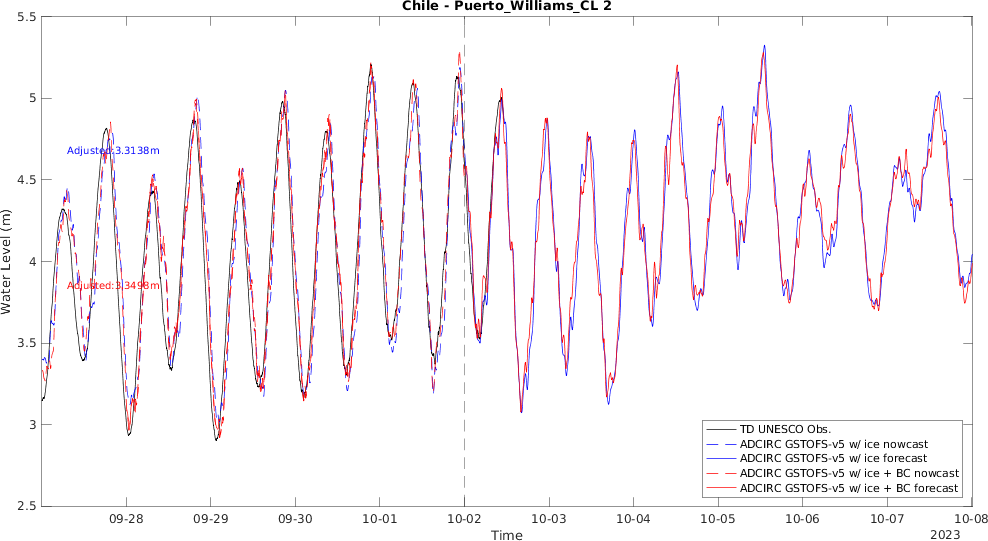 Chile - Puerto_Williams_CL 2
5.5
5
4.5
4
3.5
3
2.5
Water Level (m)
Adjusted:3.3138m
Adjusted:3.3498m
TD UNESCO Obs.
ADCIRC GSTOFS-v5 w/ ice nowcast
ADCIRC GSTOFS-v5 w/ ice forecast
ADCIRC GSTOFS-v5 w/ ice + BC nowcast
ADCIRC GSTOFS-v5 w/ ice + BC forecast
09-28 09-29 09-30 10-01 10-02 10-03 10-04 10-05 10-06 10-07 10-08
Time
2023